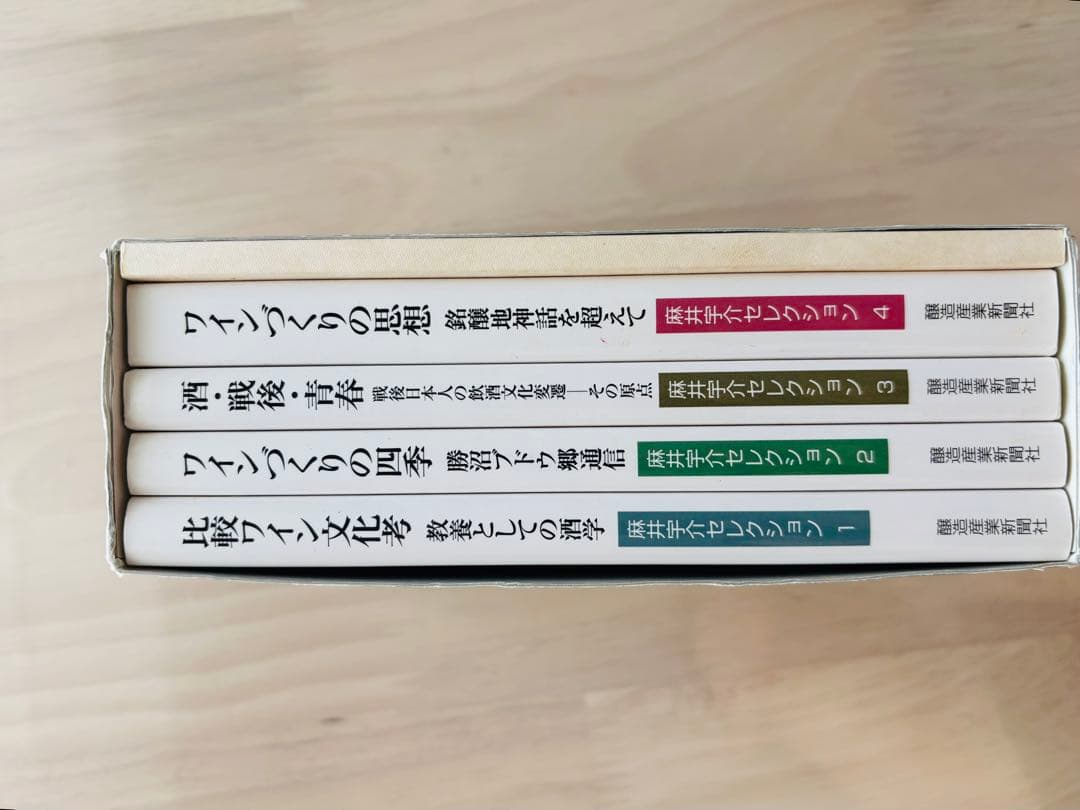 ワインづくりの思想 銘醸地神話を超えて 麻井宇介セレクション 4 醸造産業新聞社
酒・戦後・青春 戦後日本人の飲酒文化変遷―その原点 麻井宇介セレクション 3 醸造産業新聞社
ワインづくりの四季 勝沼ブドウ郷通信 麻井宇介セレクション 2 醸造産業新聞社
比較ワイン文化考 教養としての酒学 麻井宇介セレクション 1 醸造産業新聞社